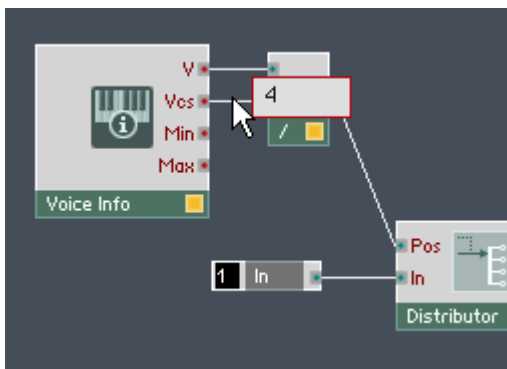 V
Vcs
Min
Max
Voice Info
4
/
1 In
Pos
In
Distributor